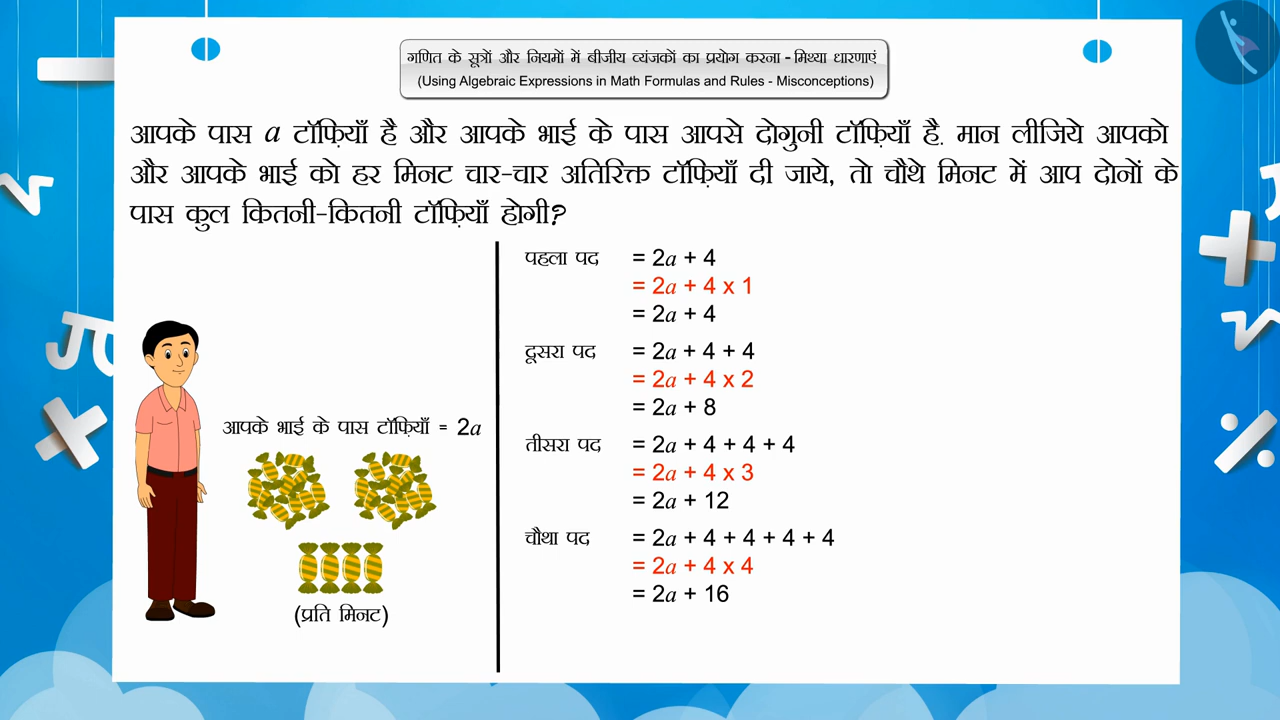 गणित के सूत्रों और नियमों में बीजीय व्यंजकों का प्रयोग करना - मिथ्या धारणाएं
(Using Algebraic Expressions in Math Formulas and Rules - Misconceptions)
आपके पास a टॉफ़ियाँ है और आपके भाई के पास आपसे दोगुनी टॉफ़ियाँ है. मान लीजिये आपको
और आपके भाई को हर मिनट चार-चार अतिरिक्त टॉफ़ियाँ दी जाये, तो चौथे मिनट में आप दोनों के
पास कुल कितनी-कितनी टॉफ़ियाँ होगी?
आपके भाई के पास टॉफ़ियाँ = 2a
(प्रति मिनट)
पहला पद = 2a + 4
= 2a + 4 x 1
= 2a + 4
दूसरा पद = 2a + 4 + 4
= 2a + 4 x 2
= 2a + 8
तीसरा पद = 2a + 4 + 4 + 4
= 2a + 4 x 3
= 2a + 12
चौथा पद = 2a + 4 + 4 + 4 + 4
= 2a + 4 x 4
= 2a + 16